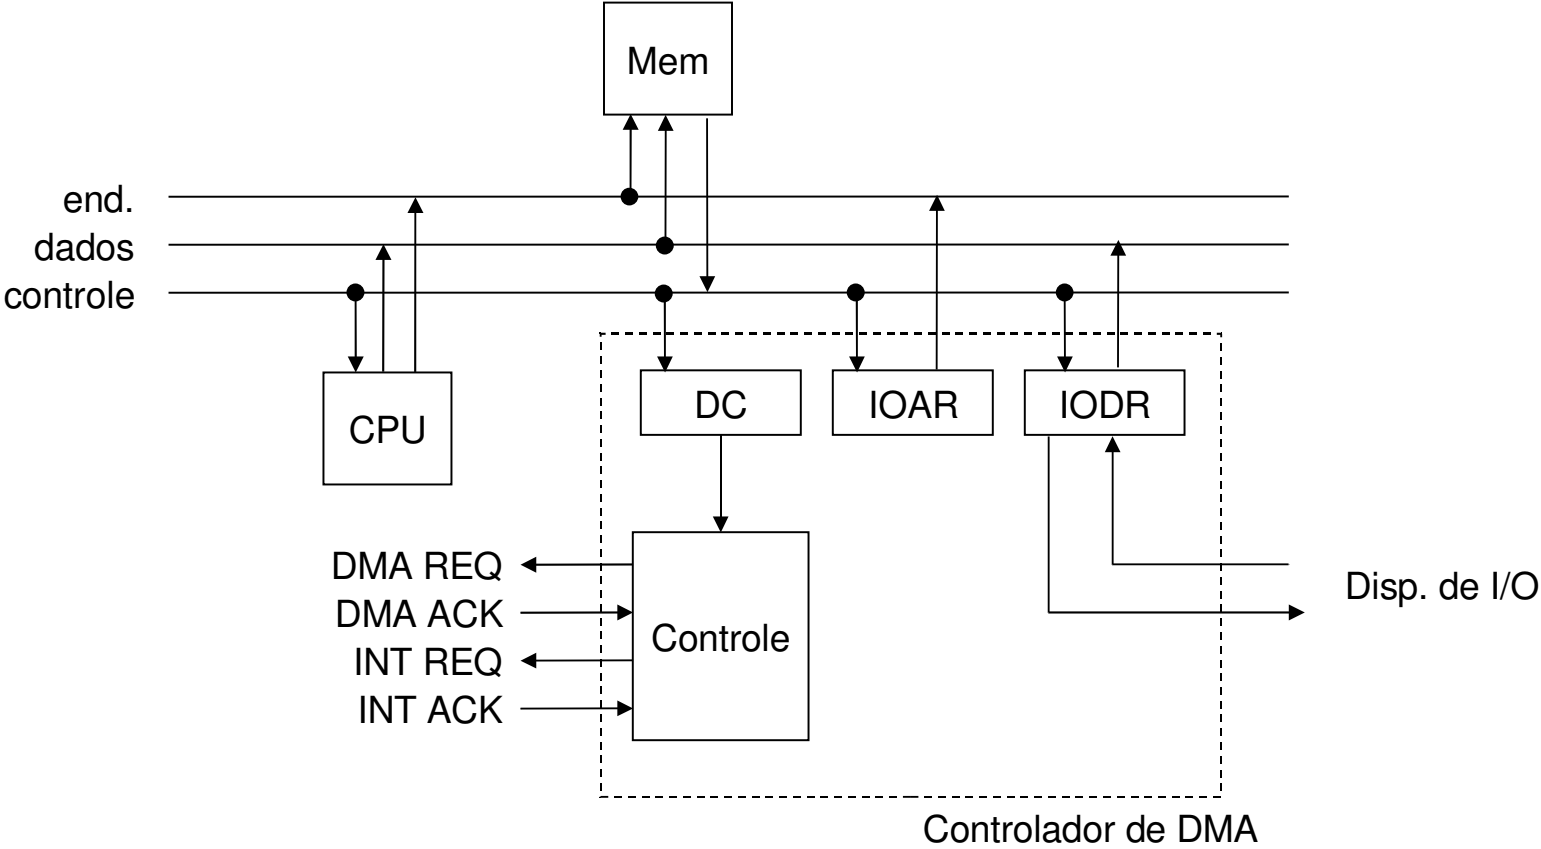 Mem
end.
dados
controle
CPU
DC
IOAR
IODR
DMA REQ
DMA ACK
INT REQ
INT ACK
Controle
Disp. de I/O
Controlador de DMA